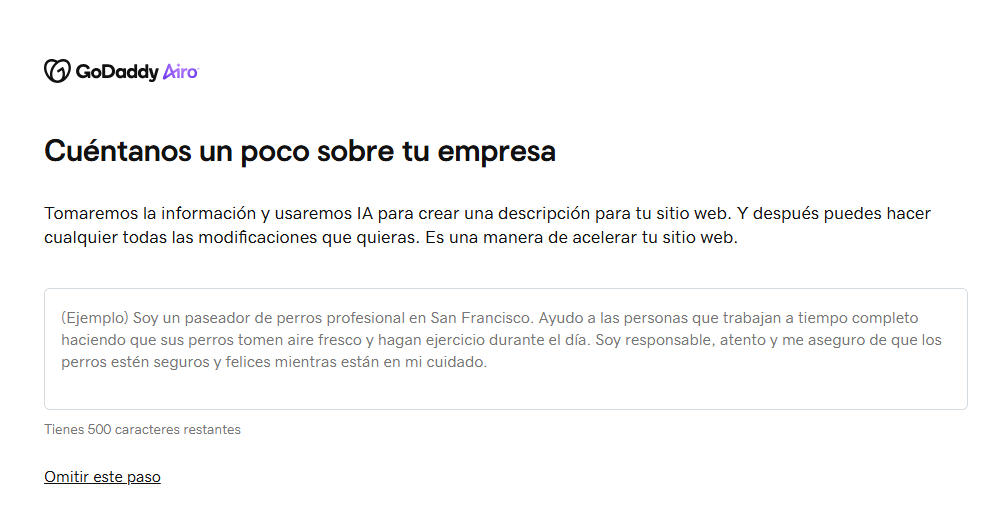 GoDaddy Airo
Cuéntanos un poco sobre tu empresa
Tomaremos la información y usaremos IA para crear una descripción para tu sitio web. Y después puedes hacer
cualquier todas las modificaciones que quieras. Es una manera de acelerar tu sitio web.
(Ejemplo) Soy un paseador de perros profesional en San Francisco. Ayudo a las personas que trabajan a tiempo completo
haciendo que sus perros tomen aire fresco y hagan ejercicio durante el día. Soy responsable, atento y me aseguro de que los
perros estén seguros y felices mientras están en mi cuidado.
Tienes 500 caracteres restantes
Omitir este paso